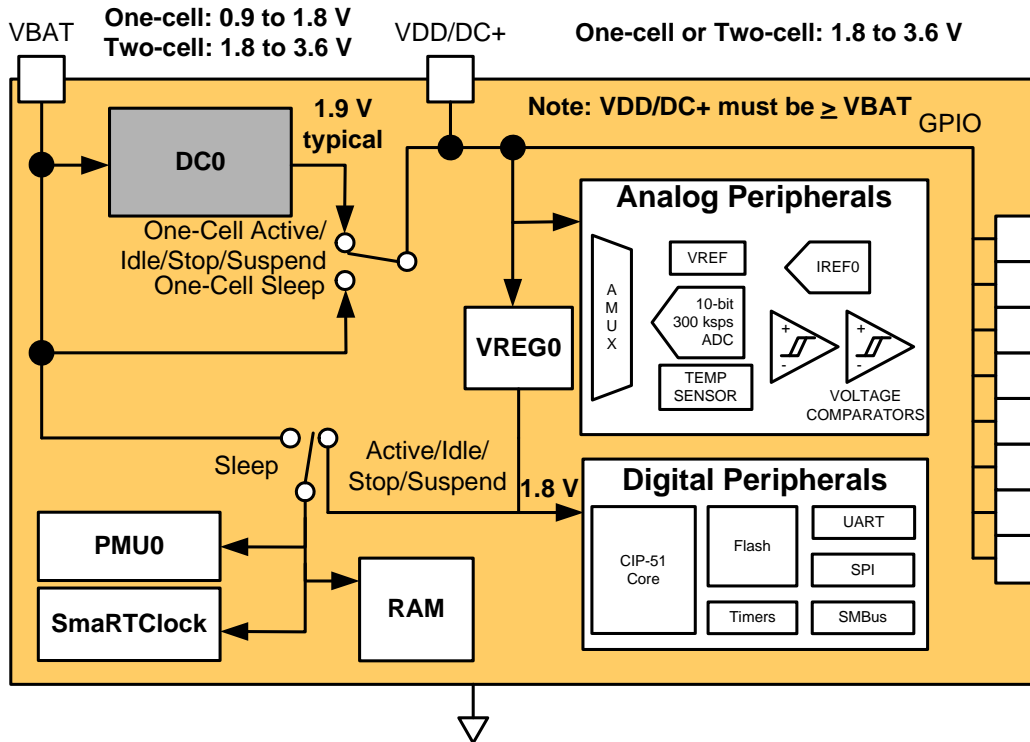 One-cell: 0.9 to 1.8 V
VBAT
Two-cell: 1.8 to 3.6 V
VDD/DC+
One-cell or Two-cell: 1.8 to 3.6 V
Note: VDD/DC+ must be ≥ VBAT
GPIO
1.9 V
typical
DC0
One-Cell Active/
Idle/Stop/Suspend
One-Cell Sleep
Analog Peripherals
VREF
IREF0
AMUX
10-bit
300 ksps
ADC
+
-
+
-
TEMP
SENSOR
VOLTAGE
COMPARATORS
VREG0
Sleep
Active/Idle/
Stop/Suspend
1.8 V
Digital Peripherals
CIP-51
Core
Flash
UART
SPI
Timers
SMBus
PMU0
SmaRTClock
RAM